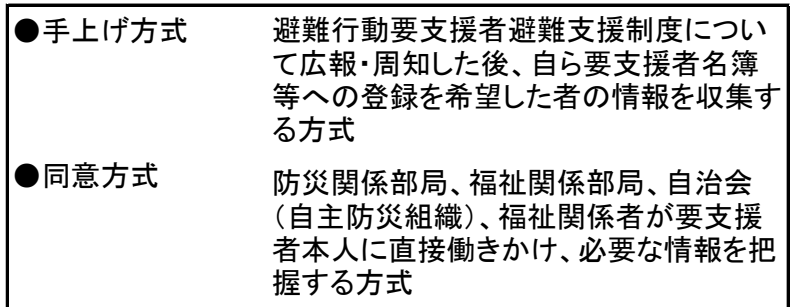 ●手上げ方式 避難行動要支援者避難支援制度につい
て広報・周知した後、自ら要支援者名簿
等への登録を希望した者の情報を収集す
る方式
●同意方式 防災関係部局、福祉関係部局、自治会
（自主防災組織）、福祉関係者が要支援
者本人に直接働きかけ、必要な情報を把
握する方式